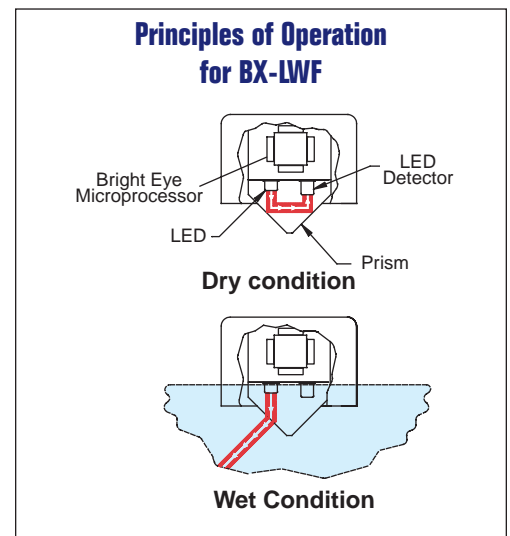 Principles of Operation
for BX-LWF
Bright Eye
Microprocessor
LED
Detector
LED
Prism
Dry condition
Wet Condition